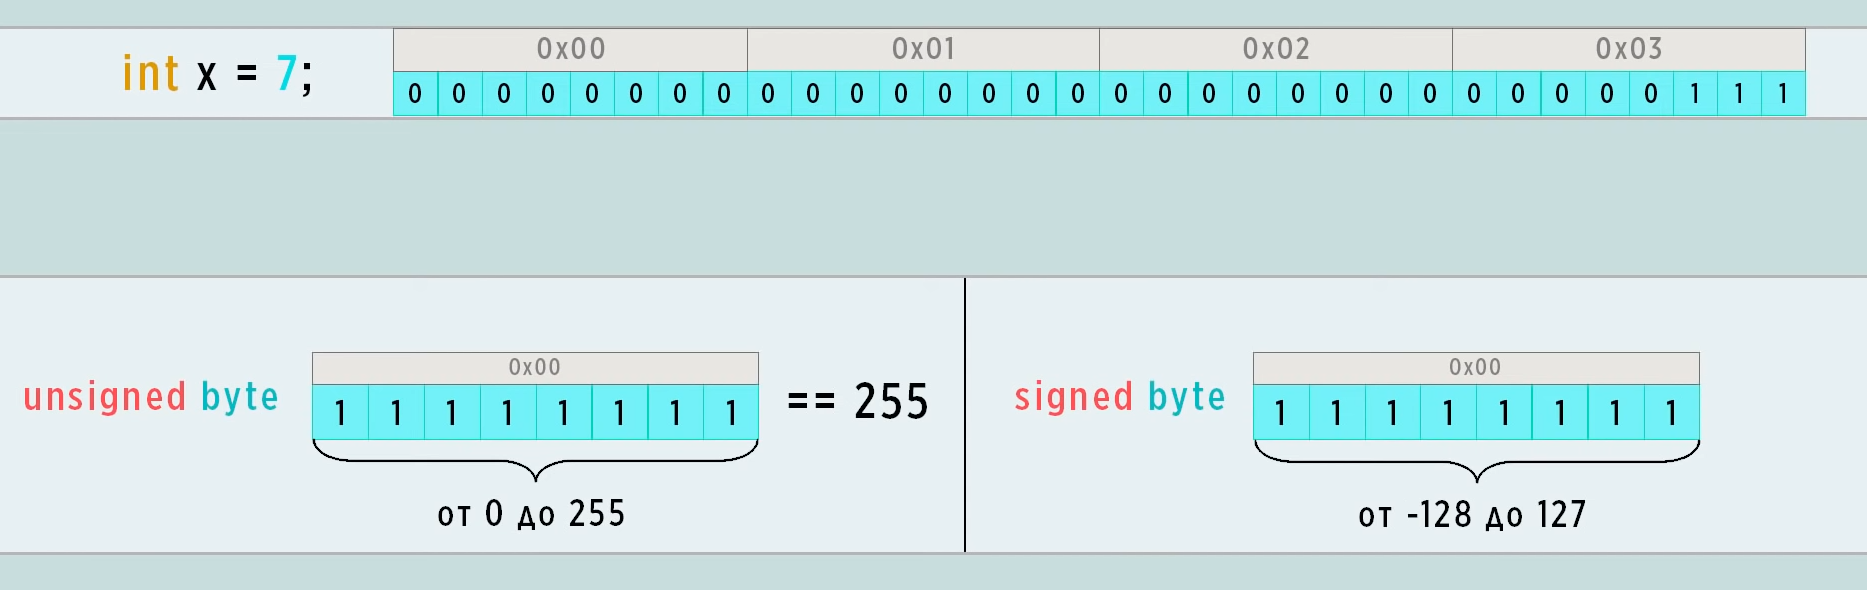 int x = 7;
0x00 0x01 0x02 0x03
0 0 0 0 0 0 0 0 0 0 0 0 0 0 0 0 0 0 0 0 0 0 0 0 0 0 0 0 0 1 1 1
0x00
unsigned byte 1 1 1 1 1 1 1 1 == 255
от 0 до 255
0x00
signed byte 1 1 1 1 1 1 1 1
от -128 до 127